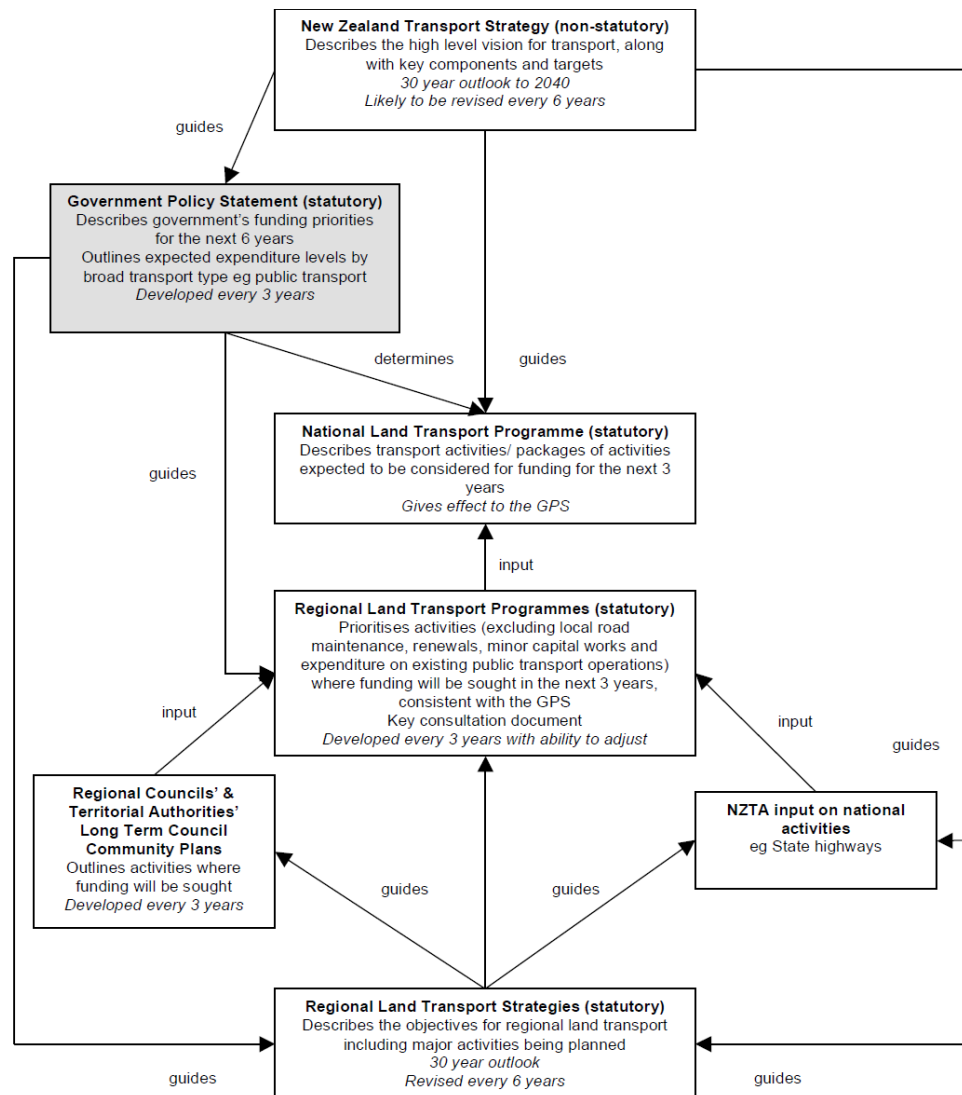 New Zealand Transport Strategy (non-statutory)
Describes the high level vision for transport, along
with key components and targets
30 year outlook to 2040
Likely to be revised every 6 years
guides
Government Policy Statement (statutory)
Describes government's funding priorities
for the next 6 years
Outlines expected expenditure levels by
broad transport type eg public transport
Developed every 3 years
determines
guides
National Land Transport Programme (statutory)
Describes transport activities/ packages of activities
expected to be considered for funding for the next 3
years
Gives effect to the GPS
guides
input
Regional Land Transport Programmes (statutory)
Prioritises activities (excluding local road
maintenance, renewals, minor capital works and
expenditure on existing public transport operations)
where funding will be sought in the next 3 years,
consistent with the GPS
Key consultation document
Developed every 3 years with ability to adjust
input
input
guides
Regional Councils' &
Territorial Authorities'
Long Term Council
Community Plans
Outlines activities where
funding will be sought
Developed every 3 years
NZTA input on national
activities
eg State highways
guides
guides
Regional Land Transport Strategies (statutory)
Describes the objectives for regional land transport
including major activities being planned
30 year outlook
Revised every 6 years
guides
guides